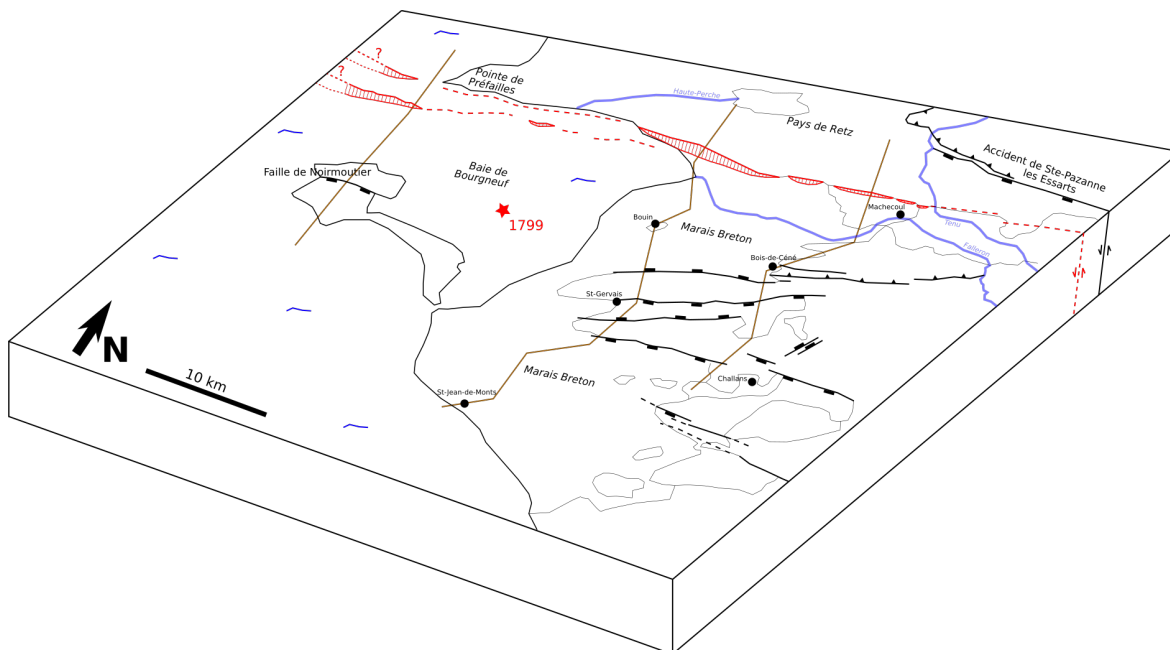 ?
?
Pointe de
Préfailles
Haute-Perche
Pays de Retz
Accident de Ste-Pazanne
les Essarts
Faille de Noirmoutier
Baie de
Bourgneuf
1799
Bouin
Marais Breton
Machecoul
Tenu
Falleron
Bois-de-Céné
St-Gervais
N
10 km
Marais Breton
Challans
St-Jean-de-Monts